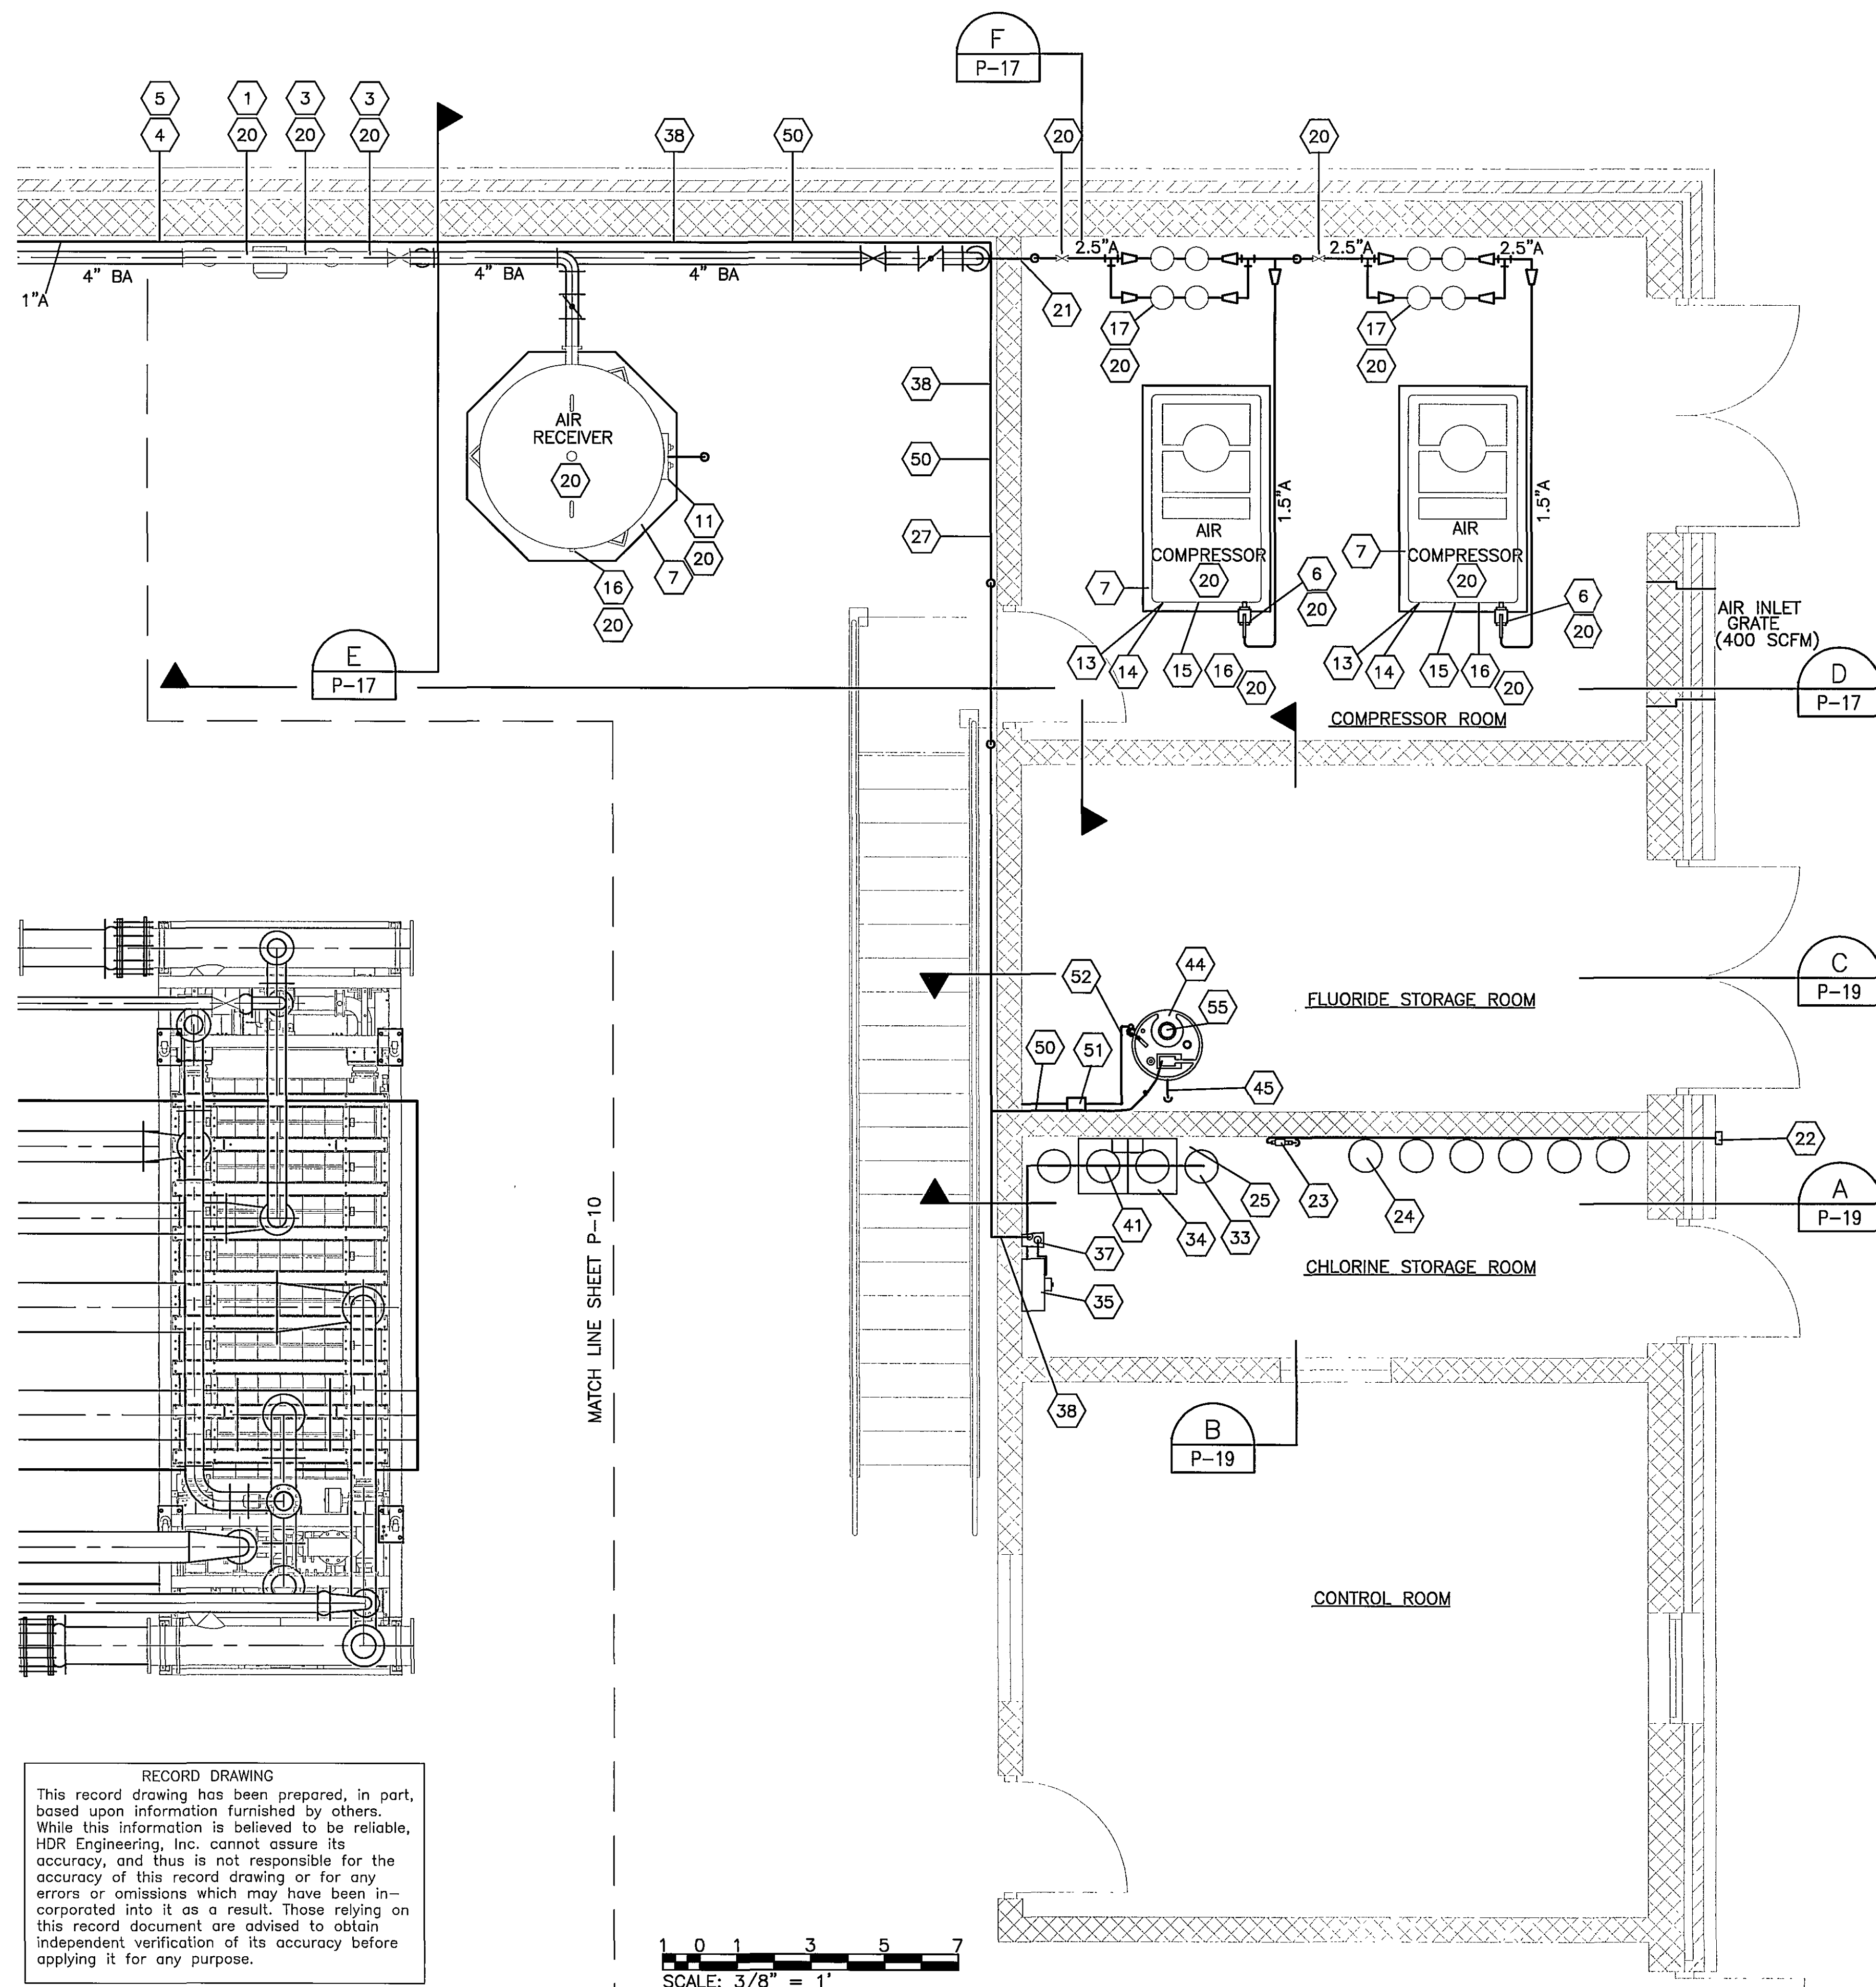 F
P-17
5
1
3
3
4
20
20
20
38
50
20
20
4" BA
4" BA
4" BA
2.5"A
2.5"A
2.5"A
1"A
21
17
20
17
20
38
50
27
AIR
RECEIVER
20
11
20
7
16
20
1.5"A
1.5"A
AIR
COMPRESSOR
20
7
6
20
13
14
15
16
20
AIR
COMPRESSOR
20
7
6
20
13
14
15
16
20
AIR INLET
GRATE
(400 SCFM)
E
P-17
D
P-17
COMPRESSOR ROOM
52
44
55
C
P-19
FLUORIDE STORAGE ROOM
50
51
45
22
25
23
24
A
P-19
41
34
33
37
35
CHLORINE STORAGE ROOM
38
B
P-19
MATCH LINE SHEET P-10
CONTROL ROOM
RECORD DRAWING
This record drawing has been prepared, in part,
based upon information furnished by others.
While this information is believed to be reliable,
HDR Engineering, Inc. cannot assure its
accuracy, and thus is not responsible for the
accuracy of this record drawing or for any
errors or omissions which may have been in-
corporated into it as a result. Those relying on
this record document are advised to obtain
independent verification of its accuracy before
applying it for any purpose.
1 0 1 3 5 7
SCALE: 3/8" = 1'